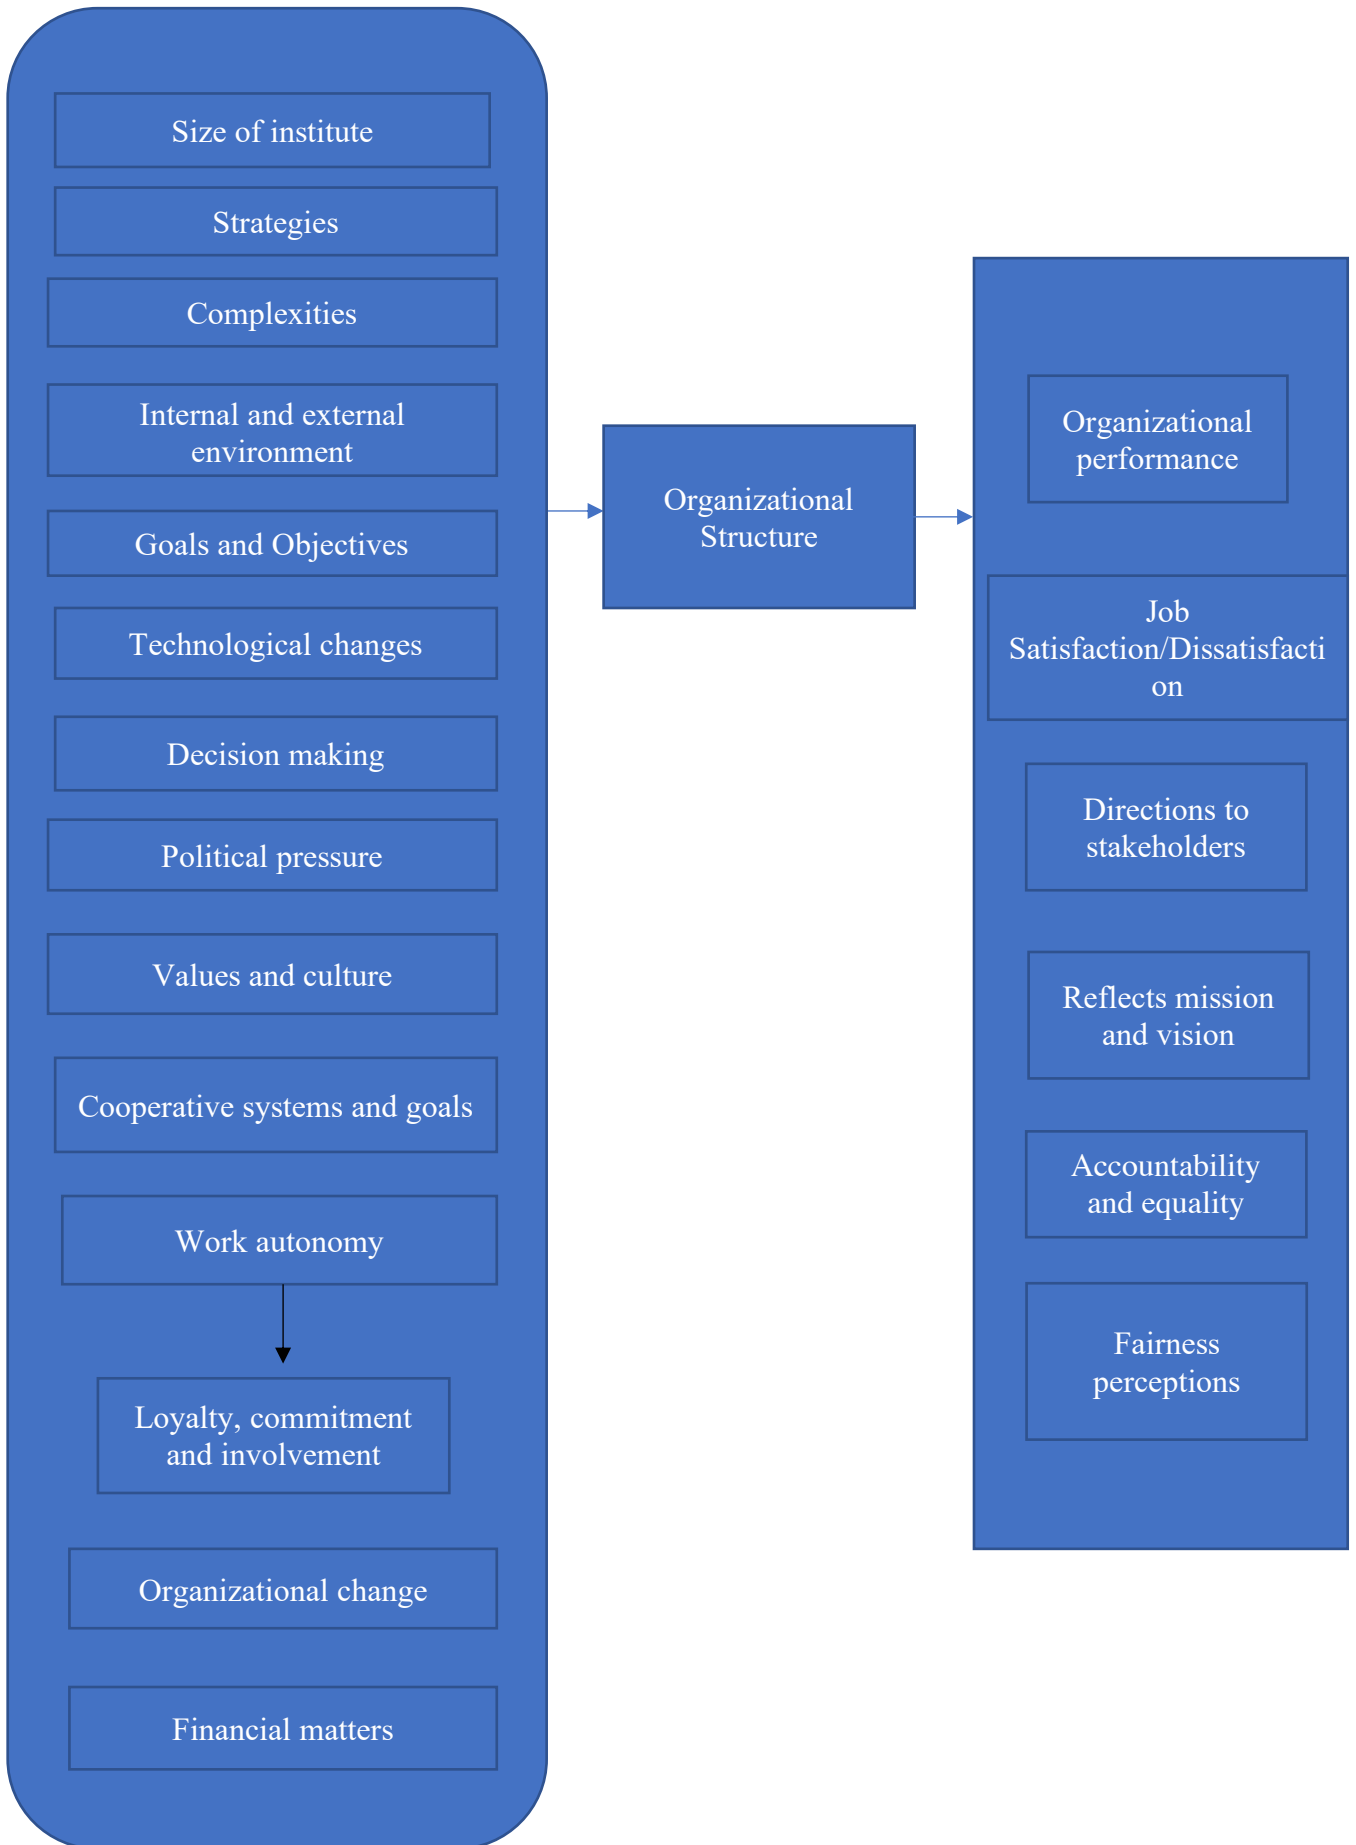 Size of institute
Strategies
Complexities
Internal and external
environment
Goals and Objectives
Technological changes
Decision making
Political pressure
Values and culture
Cooperative systems and goals
Work autonomy
Loyalty, commitment
and involvement
Organizational change
Financial matters
Organizational
Structure
Organizational
performance
Job
Satisfaction/Dissatisfacti
on
Directions to
stakeholders
Reflects mission
and vision
Accountability
and equality
Fairness
perceptions